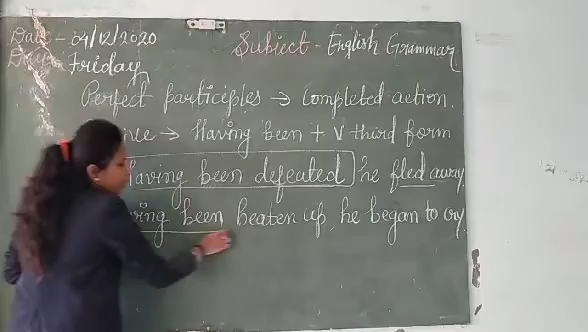 Date - 04/12/2020
Subject - English Grammar
Day - Friday
Perfect participles → Completed action.
→ Having been + V third form
Having been defeated he fled away.
been beaten up, he began to cry.